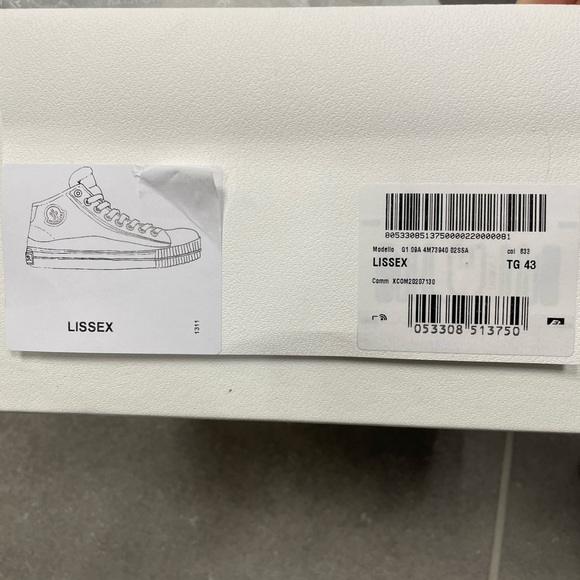 LISSEX
1311
8053308513750000220000081
Modello G1 09A 4M73940 02SSA col 833
LISSEX TG 43
Comm XCOM20207130
053308 513750